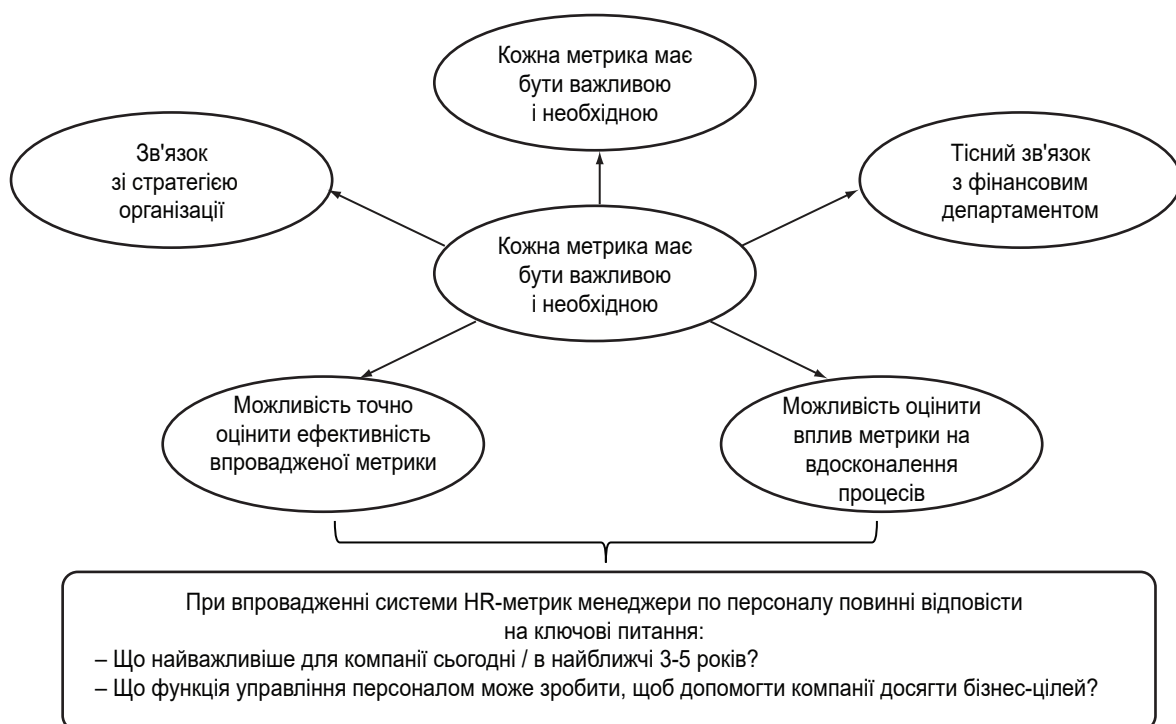 Кожна метрика має
бути важливою
і необхідною
Зв'язок
зі стратегією
організації
Тісний зв'язок
з фінансовим
департаментом
Кожна метрика має
бути важливою
і необхідною
Можливість точно
оцінити ефективність
впровадженої метрики
Можливість оцінити
вплив метрики на
вдосконалення
процесів
При впровадженні системи HR-метрик менеджери по персоналу повинні відповісти
на ключові питання:
– Що найважливіше для компанії сьогодні / в найближчі 3-5 років?
– Що функція управління персоналом може зробити, щоб допомогти компанії досягти бізнес-цілей?